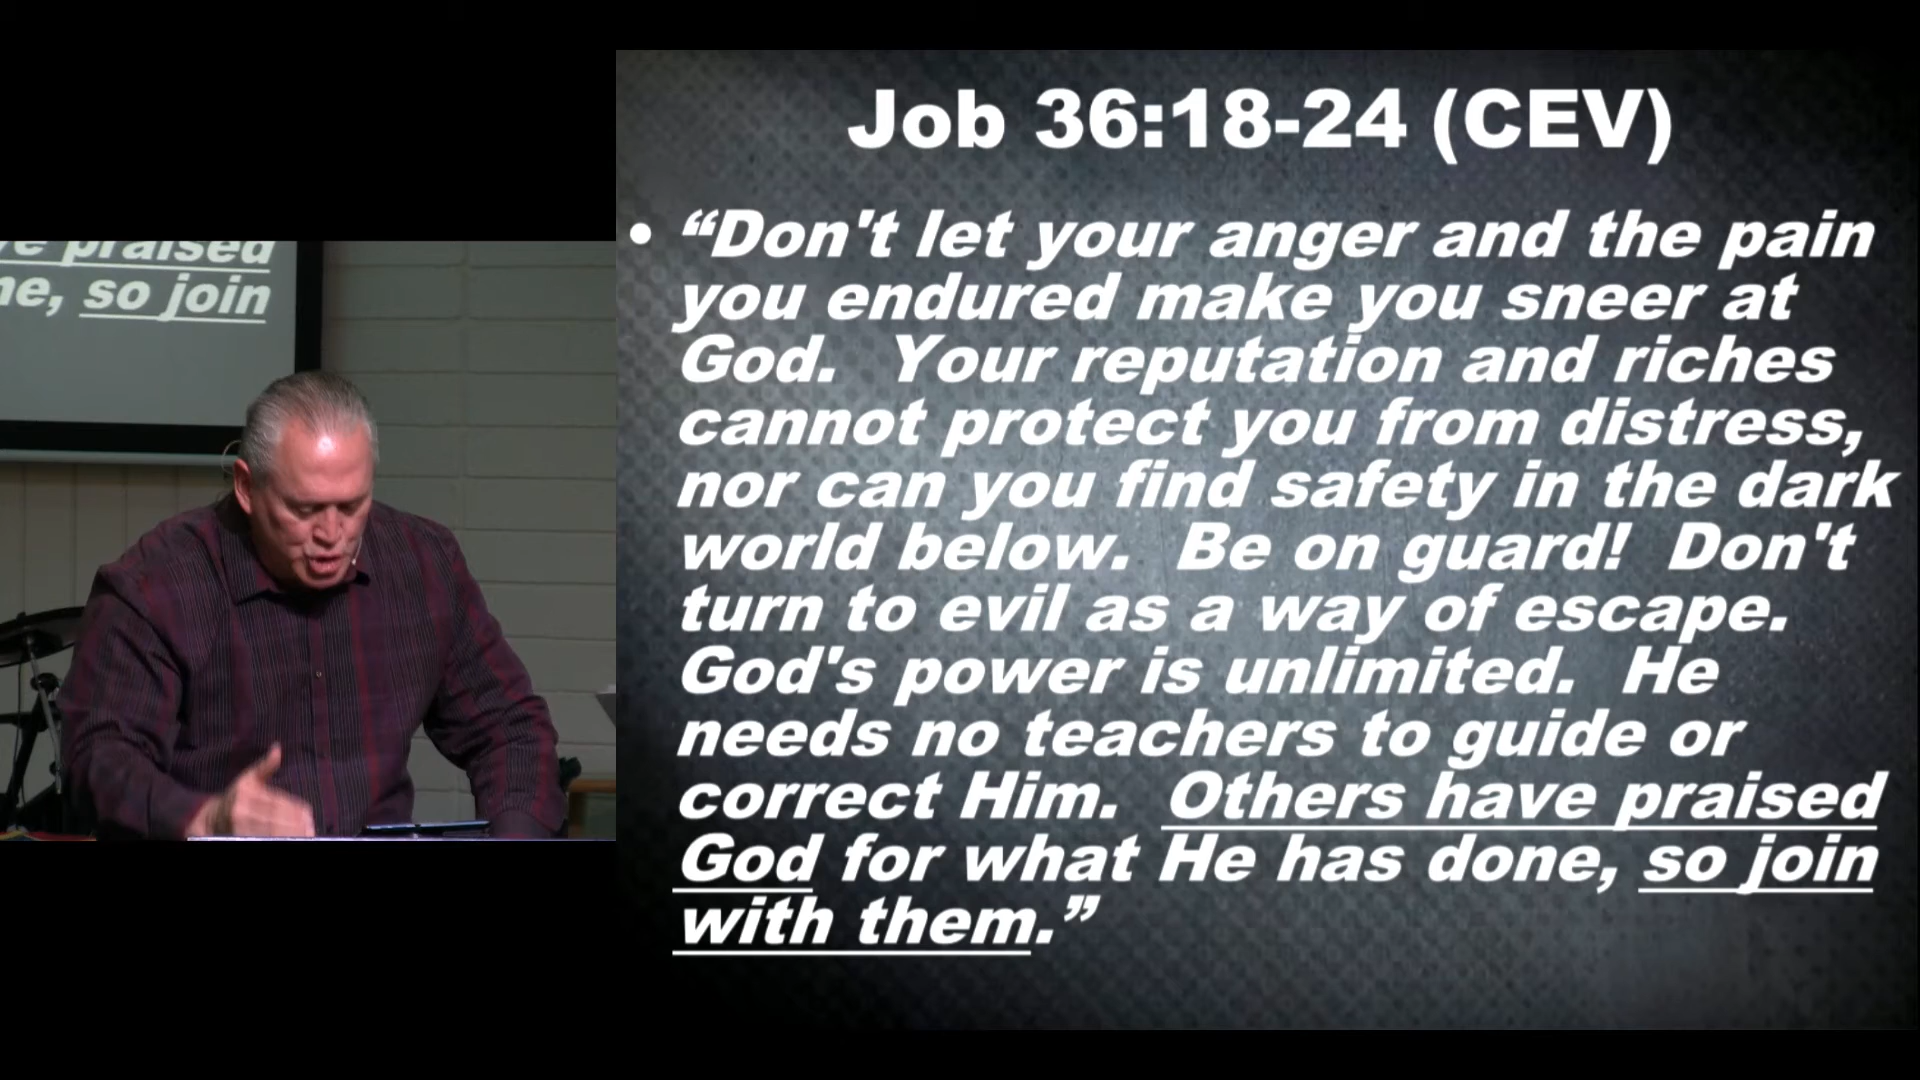 Job 36:18-24 (CEV)
• “Don't let your anger and the pain
you endured make you sneer at
God.  Your reputation and riches
cannot protect you from distress,
nor can you find safety in the dark
world below.  Be on guard!  Don't
turn to evil as a way of escape.
God's power is unlimited.  He
needs no teachers to guide or
correct Him.  Others have praised
God for what He has done, so join
with them.”
ve praised
ne, so join